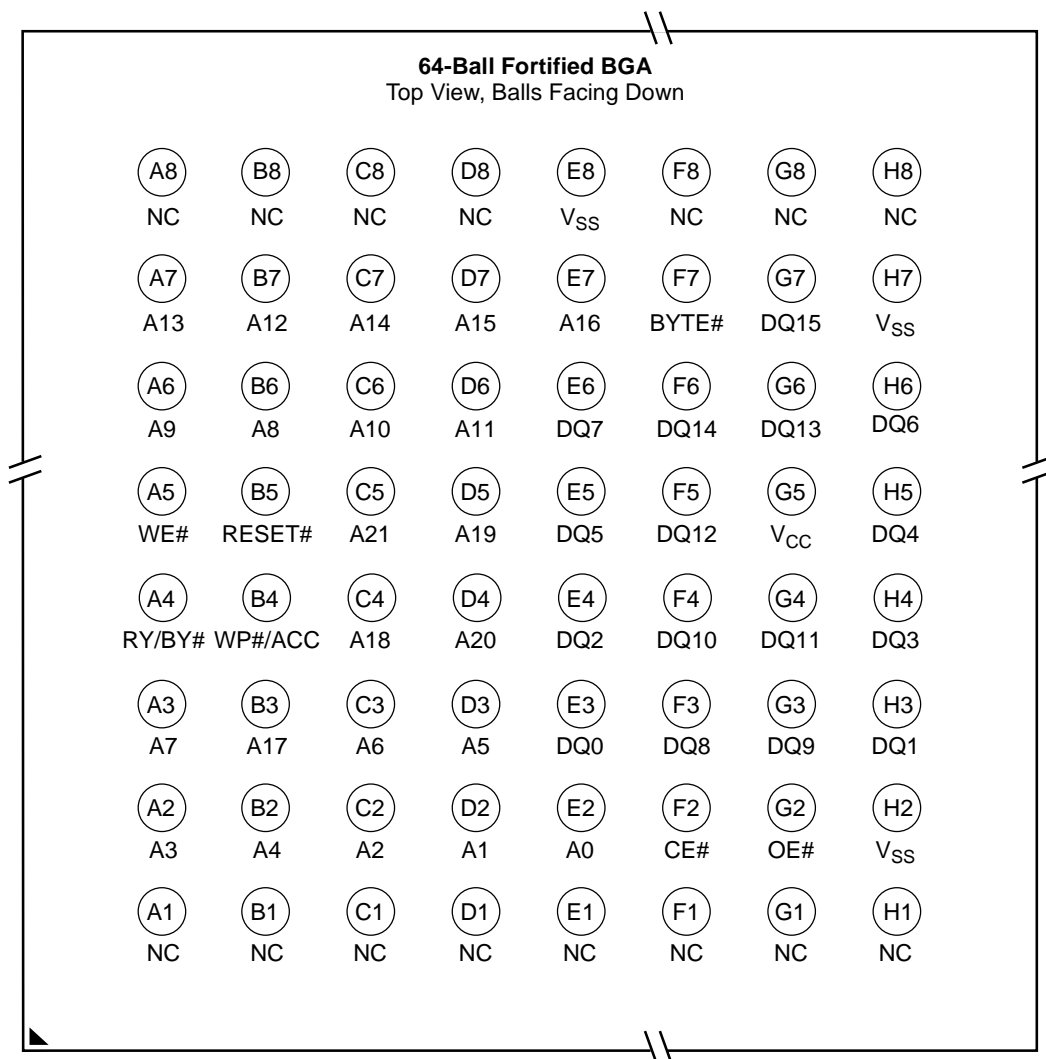 64-Ball Fortified BGA
Top View, Balls Facing Down
A8 B8 C8 D8 E8 F8 G8 H8
NC NC NC NC VSS NC NC NC
A7 B7 C7 D7 E7 F7 G7 H7
A13 A12 A14 A15 A16 BYTE# DQ15 VSS
A6 B6 C6 D6 E6 F6 G6 H6
A9 A8 A10 A11 DQ7 DQ14 DQ13 DQ6
A5 B5 C5 D5 E5 F5 G5 H5
WE# RESET# A21 A19 DQ5 DQ12 VCC DQ4
A4 B4 C4 D4 E4 F4 G4 H4
RY/BY# WP#/ACC A18 A20 DQ2 DQ10 DQ11 DQ3
A3 B3 C3 D3 E3 F3 G3 H3
A7 A17 A6 A5 DQ0 DQ8 DQ9 DQ1
A2 B2 C2 D2 E2 F2 G2 H2
A3 A4 A2 A1 A0 CE# OE# VSS
A1 B1 C1 D1 E1 F1 G1 H1
NC NC NC NC NC NC NC NC